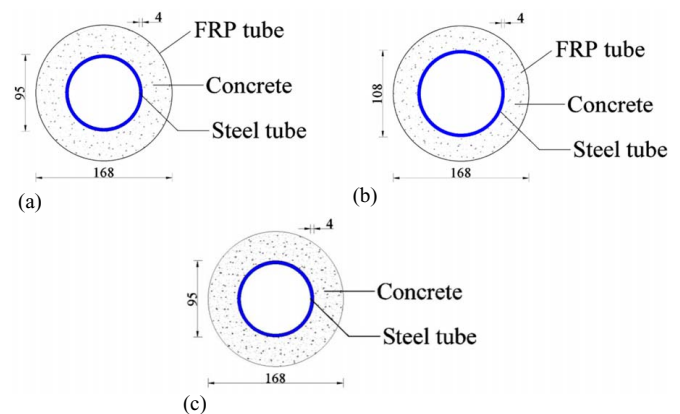 4
FRP tube
95
Concrete
Steel tube
168
(a)
4
FRP tube
108
Concrete
Steel tube
168
(b)
4
95
Concrete
Steel tube
168
(c)